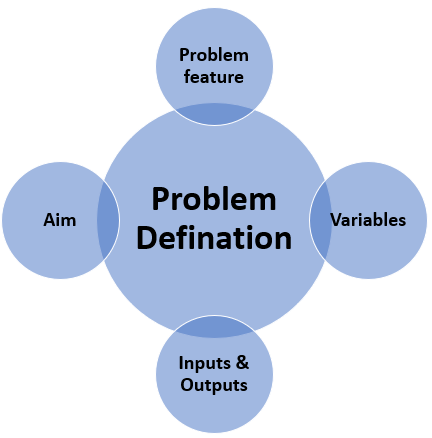 Problem
feature
Problem
Defination
Aim
Variables
Inputs &
Outputs